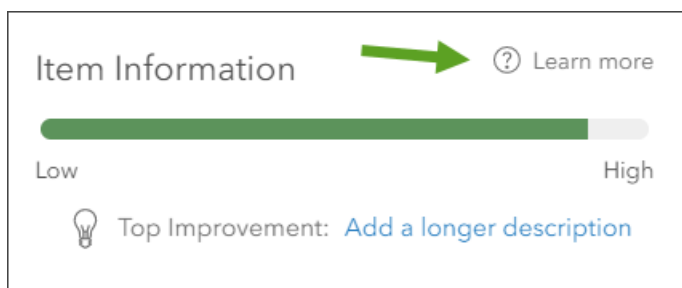 Item Information
? Learn more
Low
High
Top Improvement: Add a longer description